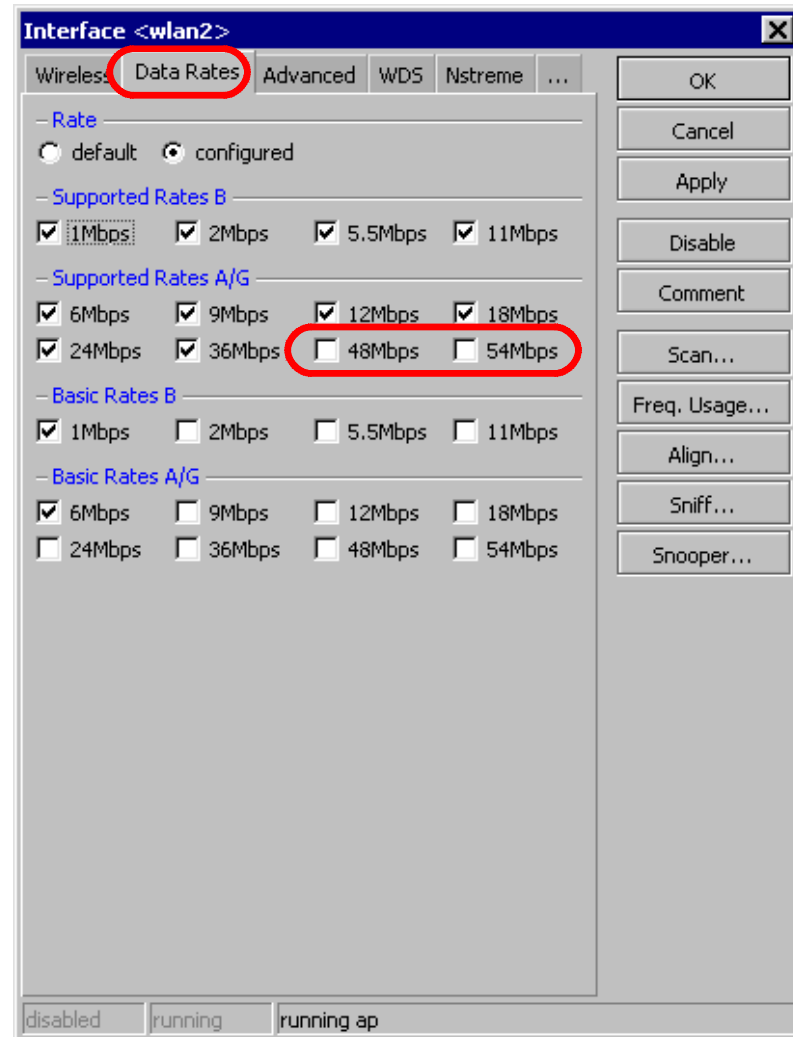 Interface <wlan2>
Wireless Data Rates Advanced WDS Nstreme ...
Rate
default configured
Supported Rates B
1Mbps 2Mbps 5.5Mbps 11Mbps
Supported Rates A/G
6Mbps 9Mbps 12Mbps 18Mbps
24Mbps 36Mbps 48Mbps 54Mbps
Basic Rates B
1Mbps 2Mbps 5.5Mbps 11Mbps
Basic Rates A/G
6Mbps 9Mbps 12Mbps 18Mbps
24Mbps 36Mbps 48Mbps 54Mbps
OK
Cancel
Apply
Disable
Comment
Scan...
Freq. Usage...
Align...
Sniff...
Snooper...
disabled running running ap